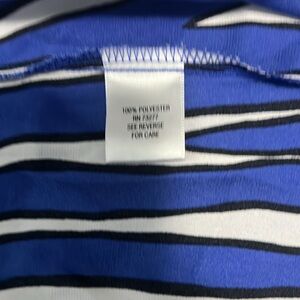 100% POLYESTER
RN 73277
SEE REVERSE
FOR CARE